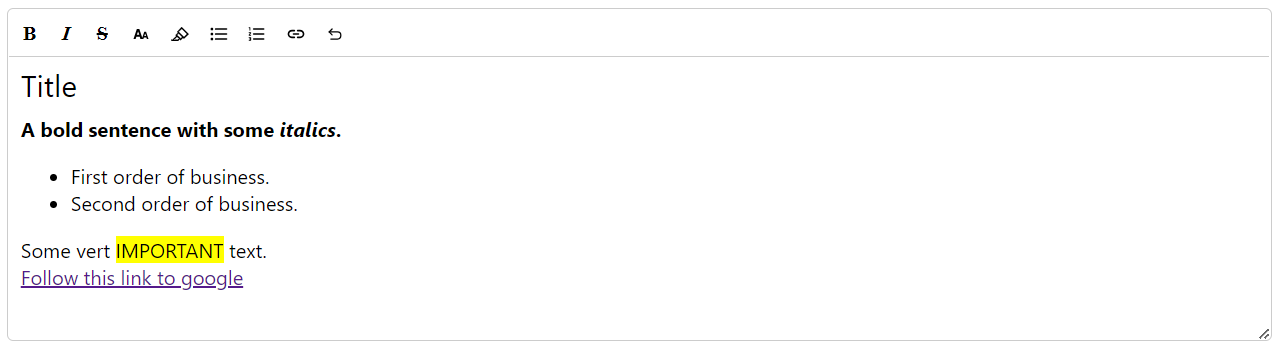 B I S AA
Title
A bold sentence with some italics.
First order of business.
Second order of business.
Some vert IMPORTANT text.
Follow this link to google